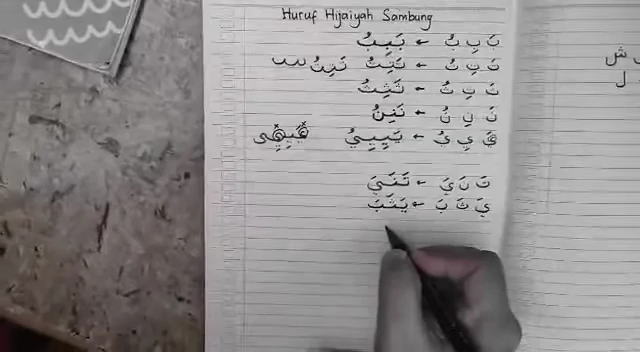 Huruf Hijaiyah Sambung
بَ بِ بُ ← بَبِبُ
تَ تِ تُ ← تَتِتُ
ثَ ثِ ثُ ← ثَثِثُ
نَ نِ نُ ← نَنِنُ
يَ يِ يُ ← يَيِيُ
تَ نَ يَ ← تَنَيَ
يَ ثَ بَ ← يَثَبَ
ش
ل